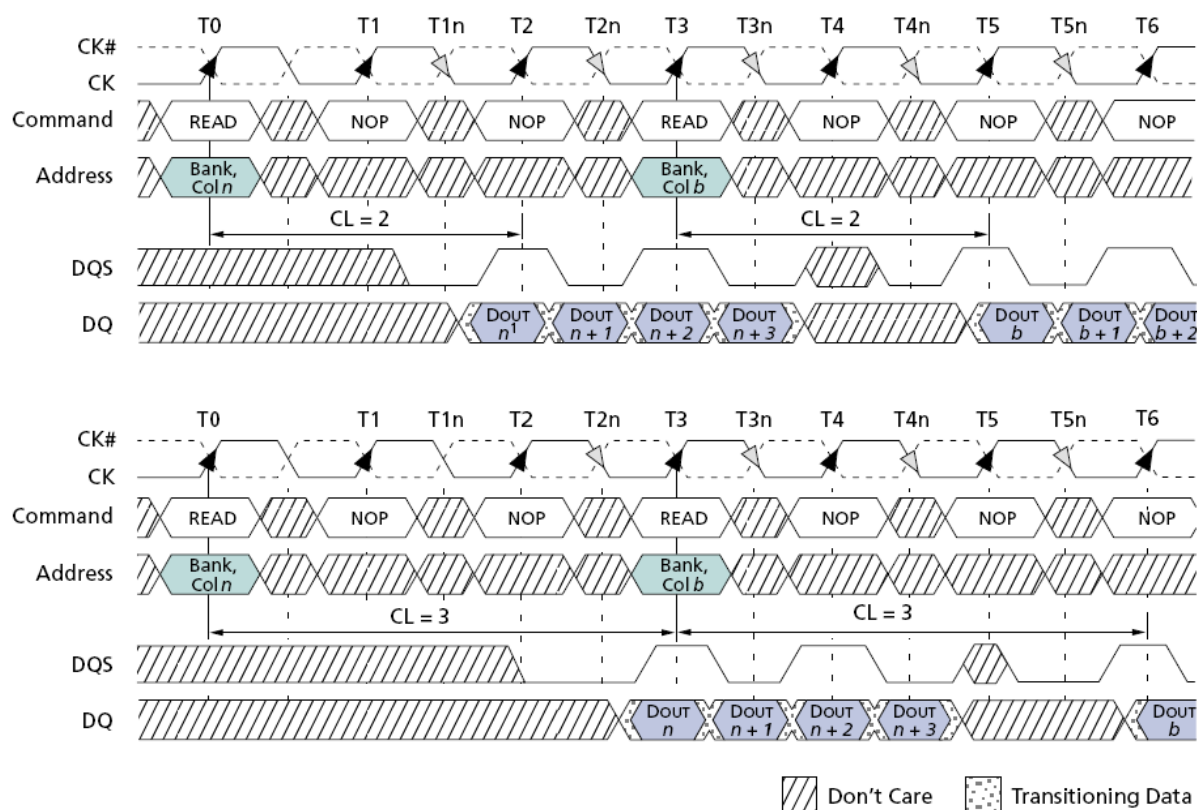 T0 T1 T1n T2 T2n T3 T3n T4 T4n T5 T5n T6
CK#
CK
Command READ NOP NOP READ NOP NOP NOP
Address Bank, Col n Bank, Col b
CL = 2 CL = 2
DQS
DQ DOUT n¹ DOUT n + 1 DOUT n + 2 DOUT n + 3 DOUT b DOUT b + 1 DOUT b + 2
T0 T1 T1n T2 T2n T3 T3n T4 T4n T5 T5n T6
CK#
CK
Command READ NOP NOP READ NOP NOP NOP
Address Bank, Col n Bank, Col b
CL = 3 CL = 3
DQS
DQ DOUT n DOUT n + 1 DOUT n + 2 DOUT n + 3 DOUT b
Don't Care Transitioning Data